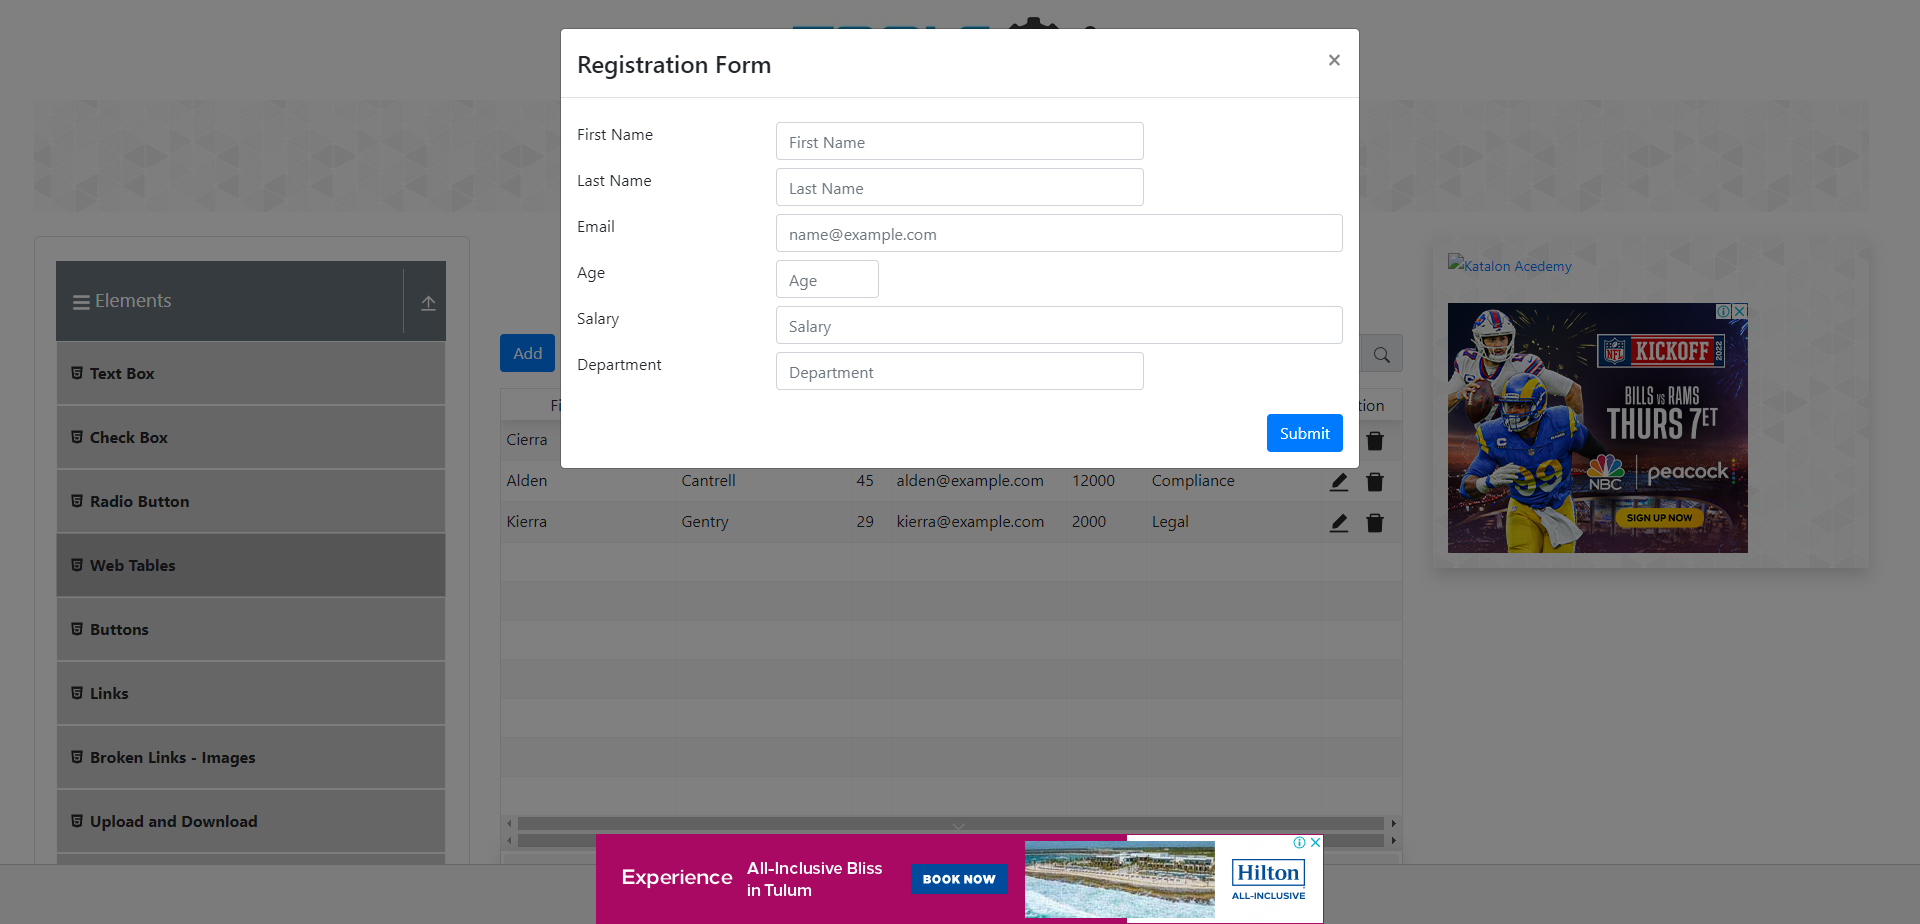 Registration Form
×
First Name
First Name
Last Name
Last Name
Email
name@example.com
Age
Age
Salary
Salary
Department
Department
Submit
Elements
Text Box
Check Box
Radio Button
Web Tables
Buttons
Links
Broken Links - Images
Upload and Download
Add
Cierra
Alden Cantrell 45 alden@example.com 12000 Compliance
Kierra Gentry 29 kierra@example.com 2000 Legal
Katalon Acedemy
NFL KICKOFF 2022
BILLS VS RAMS
THURS 7ET
NBC peacock
SIGN UP NOW
Experience
All-Inclusive Bliss
in Tulum
BOOK NOW
Hilton
ALL-INCLUSIVE